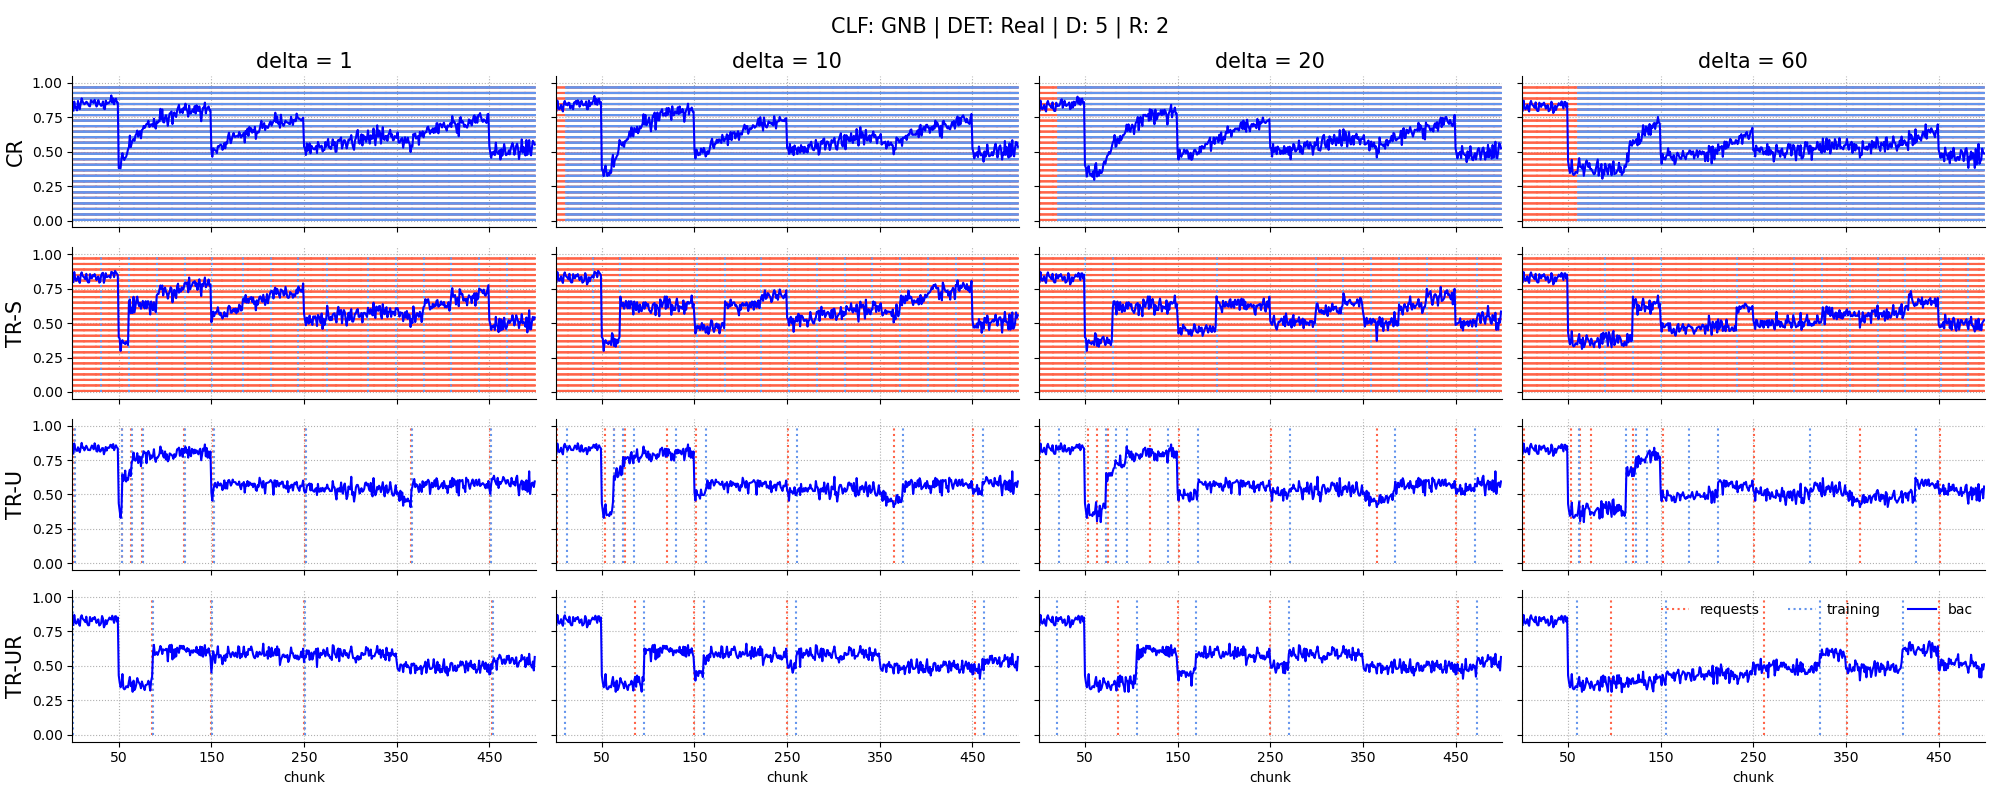 CLF: GNB | DET: Real | D: 5 | R: 2
delta = 1 delta = 10 delta = 20 delta = 60
CR
1.00
0.75
0.50
0.25
0.00
TR-S
1.00
0.75
0.50
0.25
0.00
TR-U
1.00
0.75
0.50
0.25
0.00
TR-UR
1.00
0.75
0.50
0.25
0.00
requests training bac
50 150 250 350 450 50 150 250 350 450 50 150 250 350 450 50 150 250 350 450
chunk chunk chunk chunk